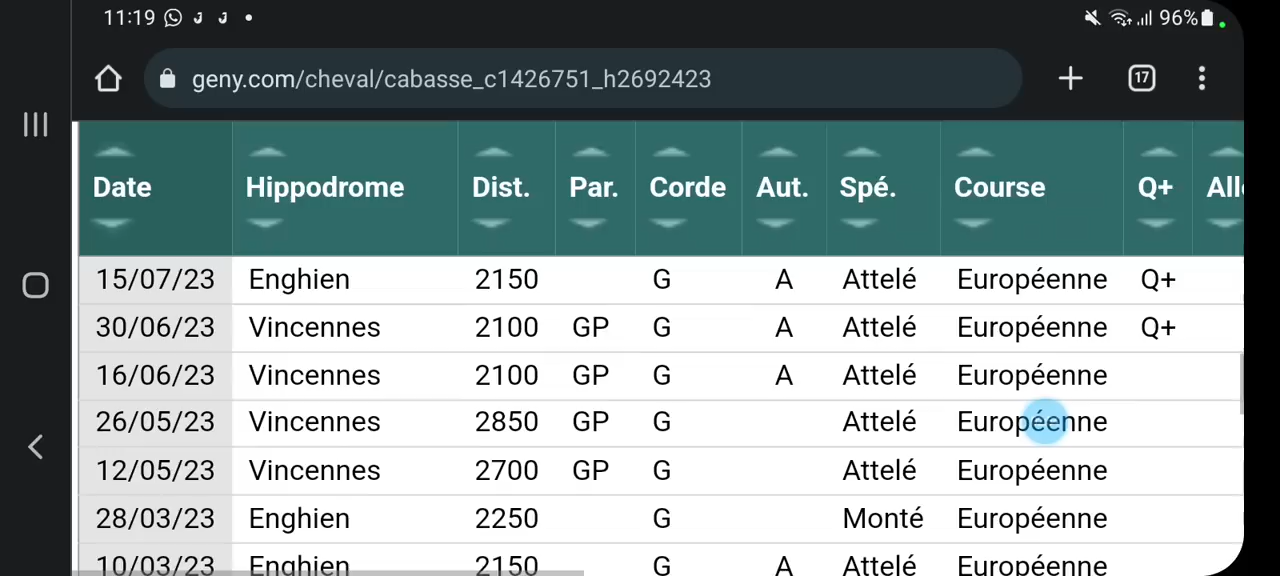 11:19 96%
geny.com/cheval/cabasse_c1426751_h2692423 17
Date Hippodrome Dist. Par. Corde Aut. Spé. Course Q+ All
15/07/23 Enghien 2150 G A Attelé Européenne Q+
30/06/23 Vincennes 2100 GP G A Attelé Européenne Q+
16/06/23 Vincennes 2100 GP G A Attelé Européenne
26/05/23 Vincennes 2850 GP G Attelé Européenne
12/05/23 Vincennes 2700 GP G Attelé Européenne
28/03/23 Enghien 2250 G Monté Européenne
10/03/23 Enghien 2150 G A Attelé Européenne